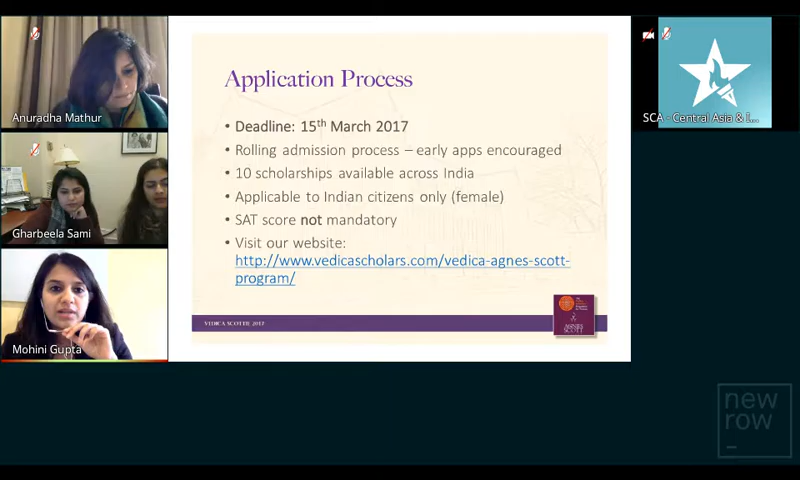 Application Process
• Deadline: 15th March 2017
• Rolling admission process – early apps encouraged
• 10 scholarships available across India
• Applicable to Indian citizens only (female)
• SAT score not mandatory
• Visit our website:
http://www.vedicascholars.com/vedica-agnes-scott-
program/
VEDICA SCOTTIE 2017
AGNES
SCOTT
Anuradha Mathur
Gharbeela Sami
Mohini Gupta
SCA - Central Asia & I...
new
row